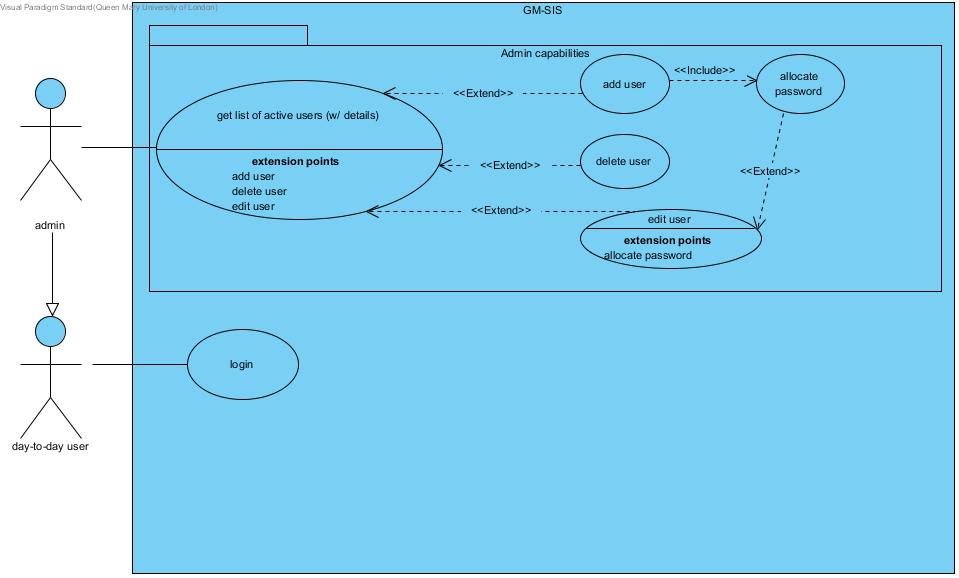 Visual Paradigm Standard(Queen Mary University of London)
GM-SIS
Admin capabilities
<<Extend>>
add user
<<Include>>
allocate
password
get list of active users (w/ details)
extension points
add user
delete user
edit user
<<Extend>>
delete user
<<Extend>>
<<Extend>>
edit user
extension points
allocate password
admin
login
day-to-day user